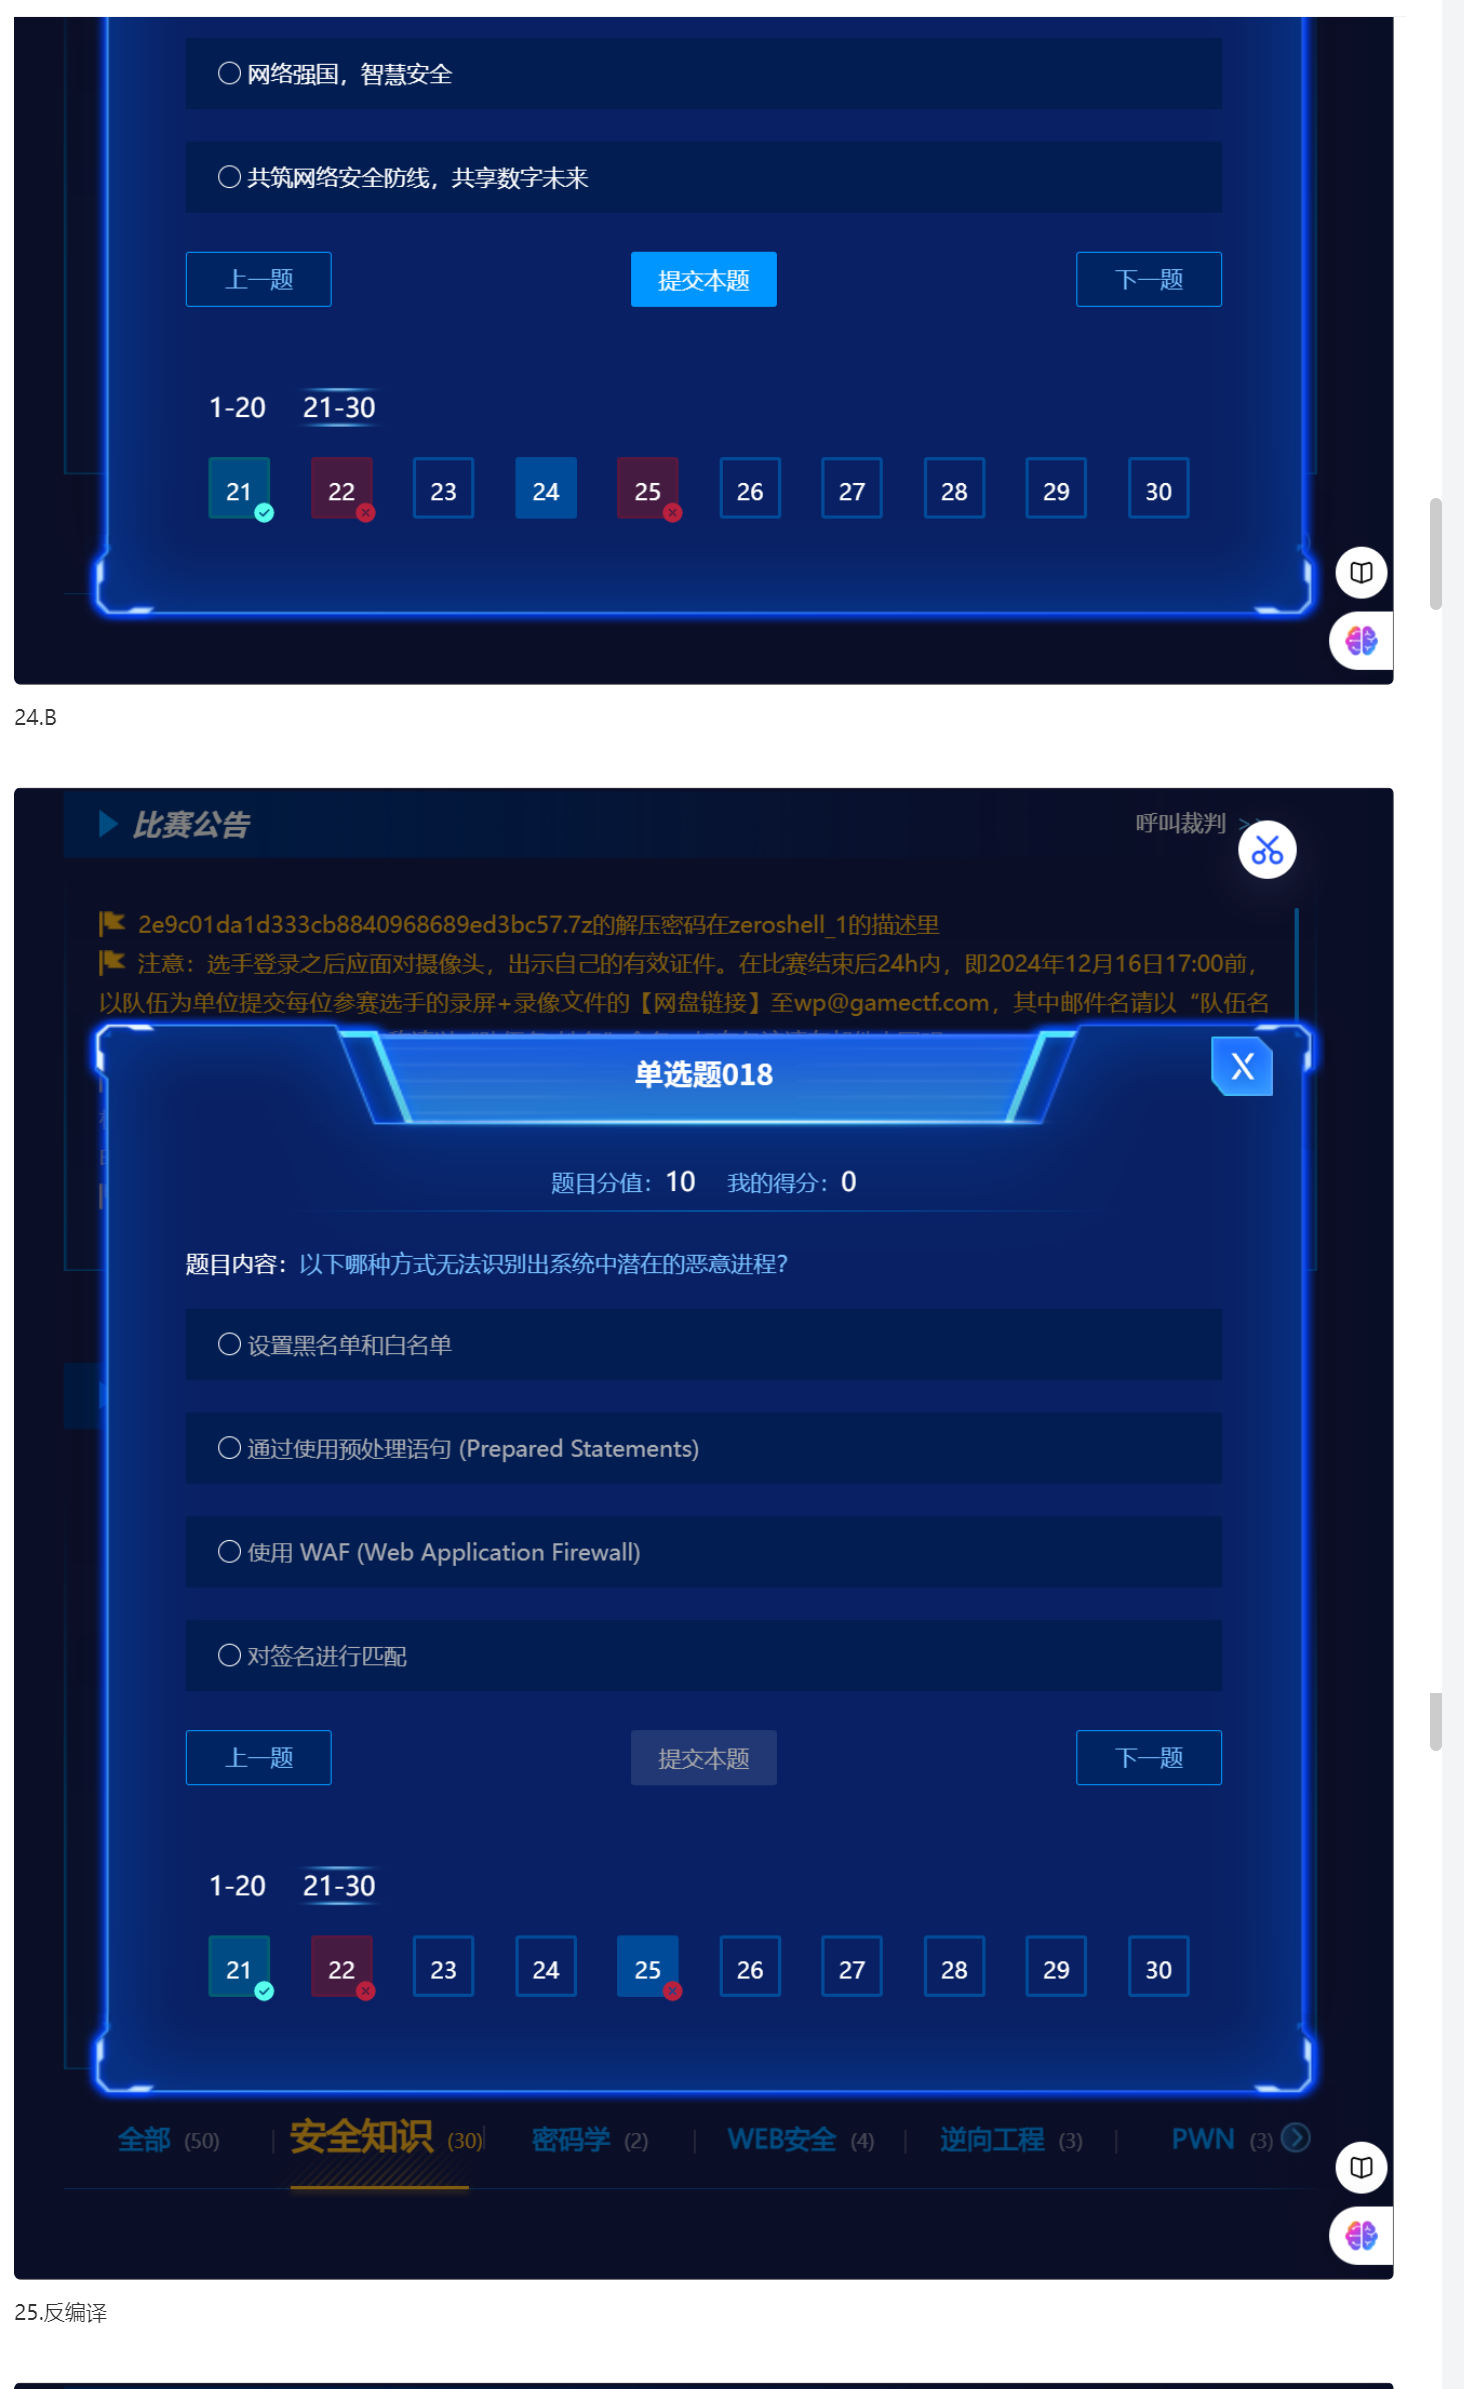 网络强国，智慧安全
共筑网络安全防线，共享数字未来
上一题 提交本题 下一题
1-20 21-30
21 22 23 24 25 26 27 28 29 30
24.B
比赛公告 呼叫裁判 >
2e9c01da1d333cb8840968689ed3bc57.7z的解压密码在zeroshell_1的描述里
注意：选手登录之后应面对摄像头，出示自己的有效证件。在比赛结束后24h内，即2024年12月16日17:00前，
以队伍为单位提交每位参赛选手的录屏+录像文件的【网盘链接】至wp@gamectf.com，其中邮件名请以“队伍名
单选题018
X
题目分值：10 我的得分：0
题目内容：以下哪种方式无法识别出系统中潜在的恶意进程？
设置黑名单和白名单
通过使用预处理语句 (Prepared Statements)
使用 WAF (Web Application Firewall)
对签名进行匹配
上一题 提交本题 下一题
1-20 21-30
21 22 23 24 25 26 27 28 29 30
全部 (50) | 安全知识 (30) | 密码学 (2) | WEB安全 (4) | 逆向工程 (3) | PWN (3)
25.反编译